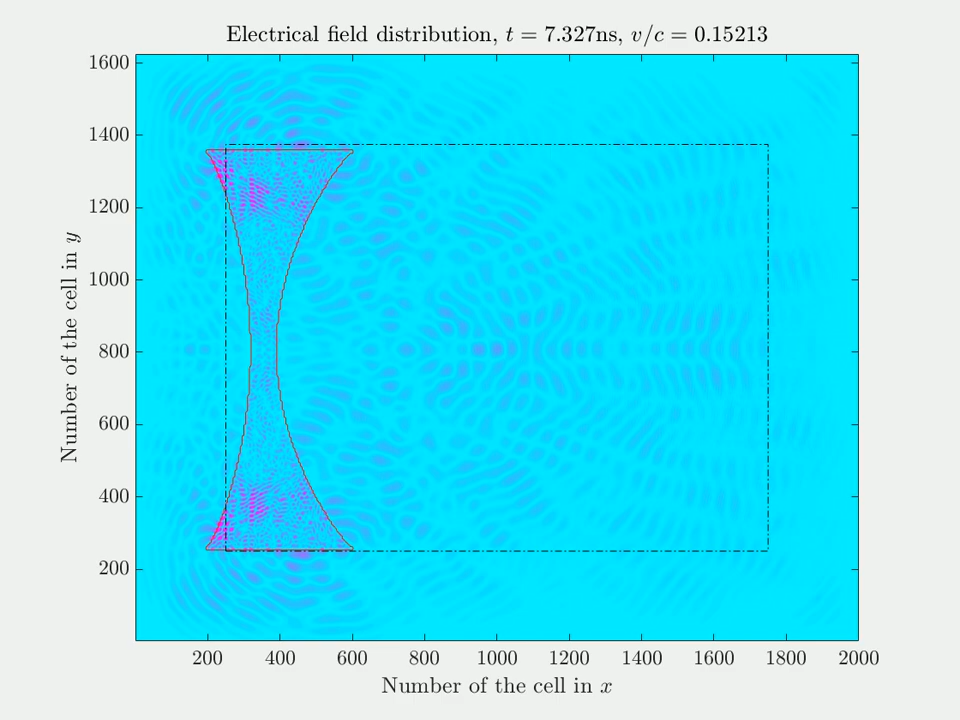 Electrical field distribution, t = 7.327ns, v/c = 0.15213
1600
1400
1200
1000
800
600
400
200
Number of the cell in y
200 400 600 800 1000 1200 1400 1600 1800 2000
Number of the cell in x